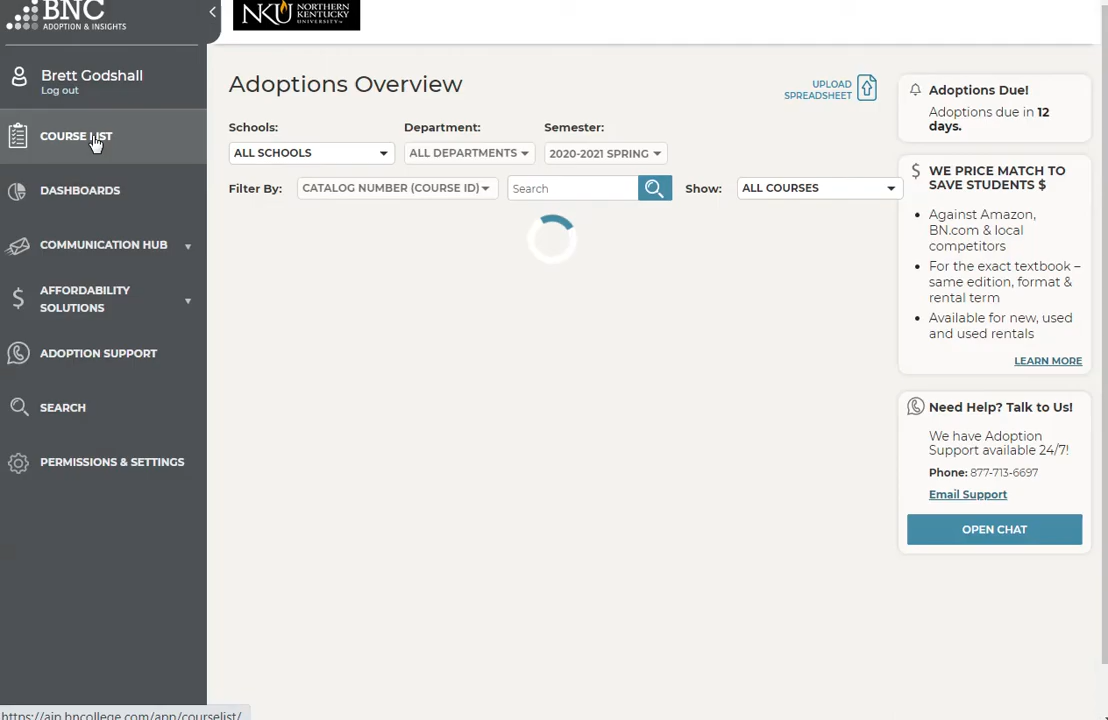 BNC
ADOPTION & INSIGHTS
Brett Godshall
Log out
COURSE LIST
DASHBOARDS
COMMUNICATION HUB
AFFORDABILITY
SOLUTIONS
ADOPTION SUPPORT
SEARCH
PERMISSIONS & SETTINGS
https://aip.bncollege.com/app/courselist/
NKU
NORTHERN
KENTUCKY
UNIVERSITY
Adoptions Overview
UPLOAD
SPREADSHEET
Schools:
Department:
Semester:
ALL SCHOOLS
ALL DEPARTMENTS
2020-2021 SPRING
Filter By:
CATALOG NUMBER (COURSE ID)
Search
Show:
ALL COURSES
Adoptions Due!
Adoptions due in 12
days.
$ WE PRICE MATCH TO
SAVE STUDENTS $
• Against Amazon,
BN.com & local
competitors
• For the exact textbook –
same edition, format &
rental term
• Available for new, used
and used rentals
LEARN MORE
Need Help? Talk to Us!
We have Adoption
Support available 24/7!
Phone: 877-713-6697
Email Support
OPEN CHAT